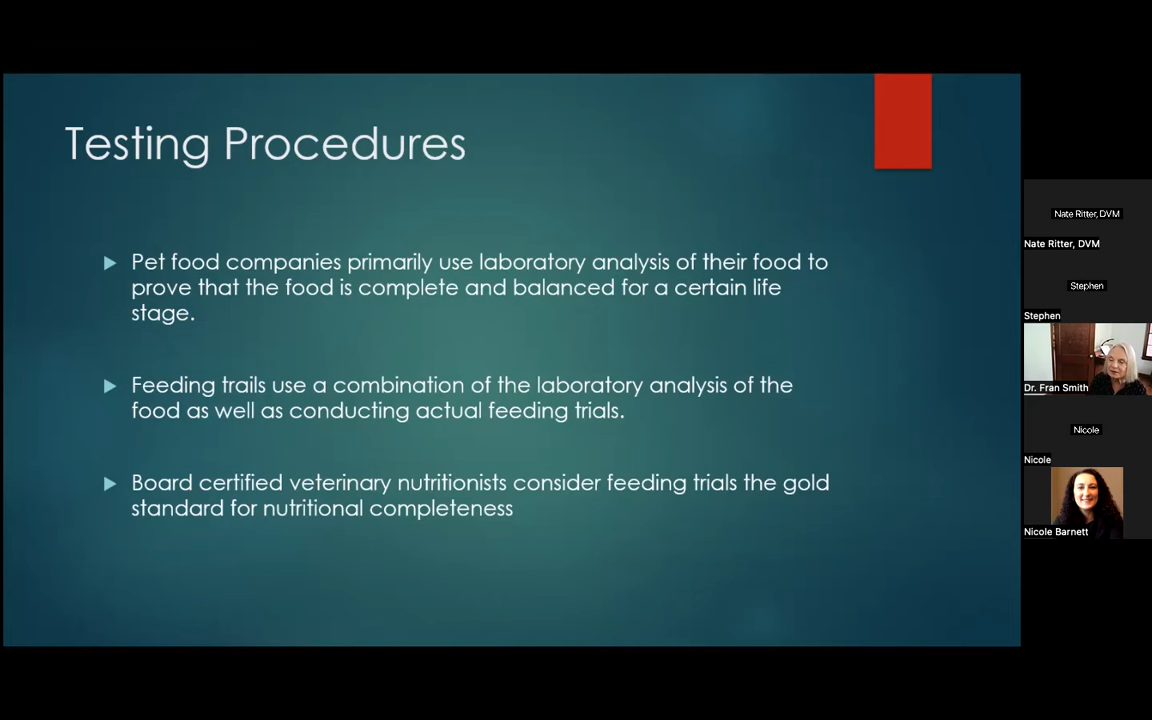 Testing Procedures
Pet food companies primarily use laboratory analysis of their food to
prove that the food is complete and balanced for a certain life
stage.
Feeding trails use a combination of the laboratory analysis of the
food as well as conducting actual feeding trials.
Board certified veterinary nutritionists consider feeding trials the gold
standard for nutritional completeness
Nate Ritter, DVM
Nate Ritter, DVM
Stephen
Stephen
Dr. Fran Smith
Nicole
Nicole
Nicole Barnett